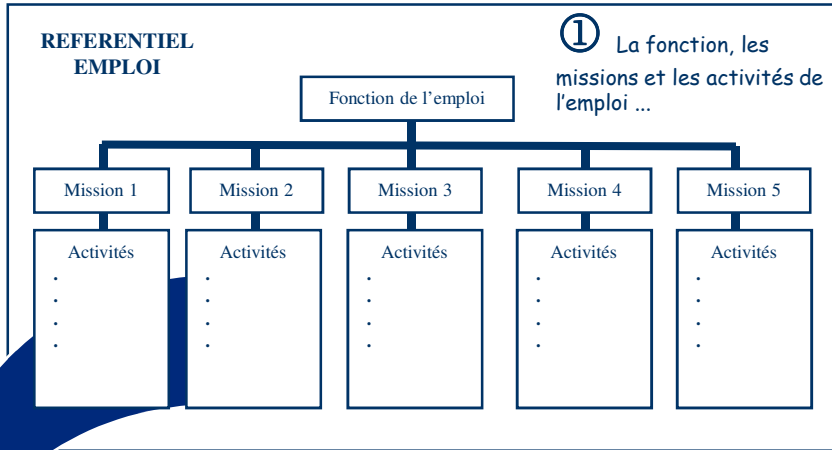 REFERENTIEL
EMPLOI
① La fonction, les
missions et les activités de
l'emploi ...
Fonction de l'emploi
Mission 1
Mission 2
Mission 3
Mission 4
Mission 5
Activités
.
.
.
.
Activités
.
.
.
.
Activités
.
.
.
.
Activités
.
.
.
.
Activités
.
.
.
.